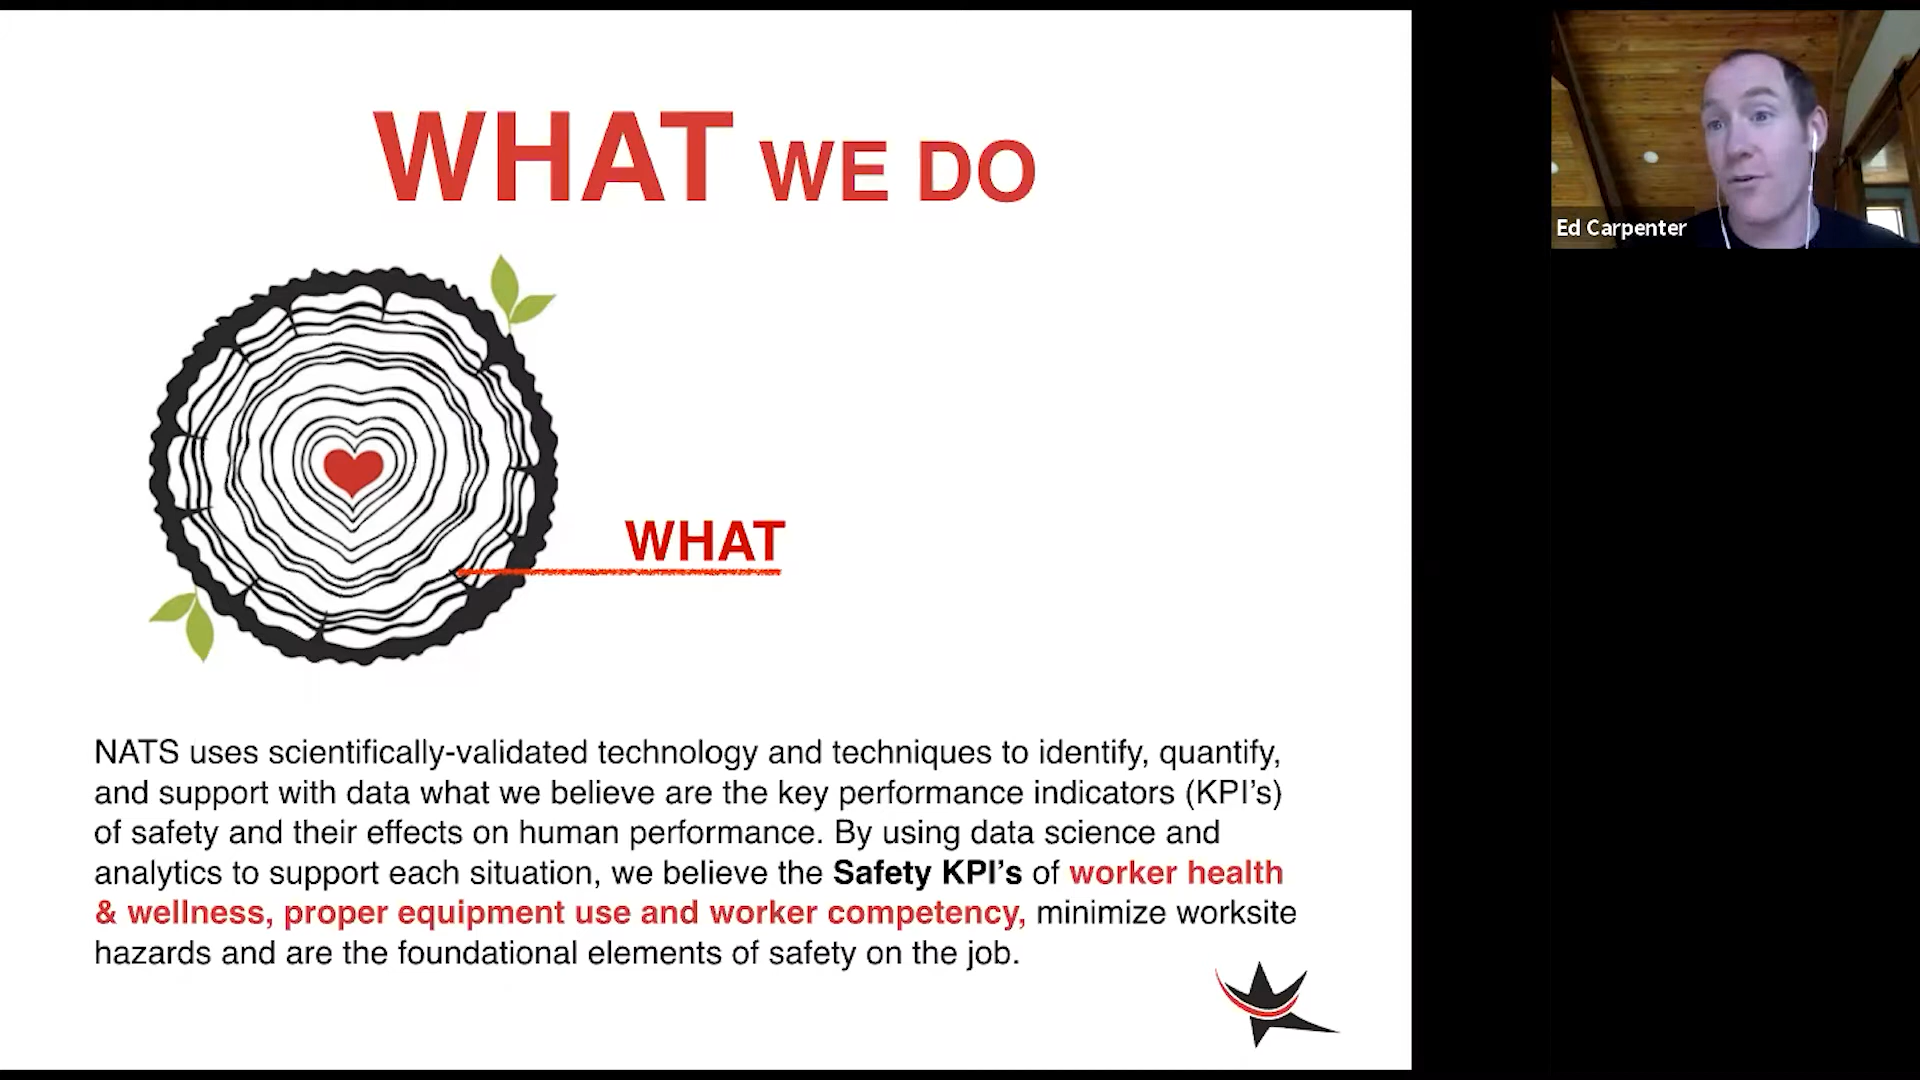 WHAT WE DO
Ed Carpenter
WHAT
NATS uses scientifically-validated technology and techniques to identify, quantify,
and support with data what we believe are the key performance indicators (KPI’s)
of safety and their effects on human performance. By using data science and
analytics to support each situation, we believe the Safety KPI’s of worker health
& wellness, proper equipment use and worker competency, minimize worksite
hazards and are the foundational elements of safety on the job.